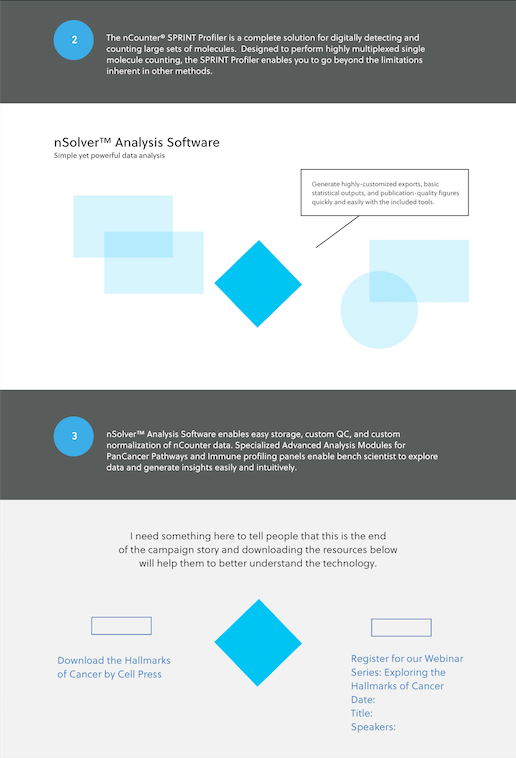 2
The nCounter® SPRINT Profiler is a complete solution for digitally detecting and
counting large sets of molecules. Designed to perform highly multiplexed single
molecule counting, the SPRINT Profiler enables you to go beyond the limitations
inherent in other methods.
nSolver™ Analysis Software
Simple yet powerful data analysis
Generate highly-customized exports, basic
statistical outputs, and publication-quality figures
quickly and easily with the included tools.
3
nSolver™ Analysis Software enables easy storage, custom QC, and custom
normalization of nCounter data. Specialized Advanced Analysis Modules for
PanCancer Pathways and Immune profiling panels enable bench scientist to explore
data and generate insights easily and intuitively.
I need something here to tell people that this is the end
of the campaign story and downloading the resources below
will help them to better understand the technology.
Download the Hallmarks
of Cancer by Cell Press
Register for our Webinar
Series: Exploring the
Hallmarks of Cancer
Date:
Title:
Speakers: